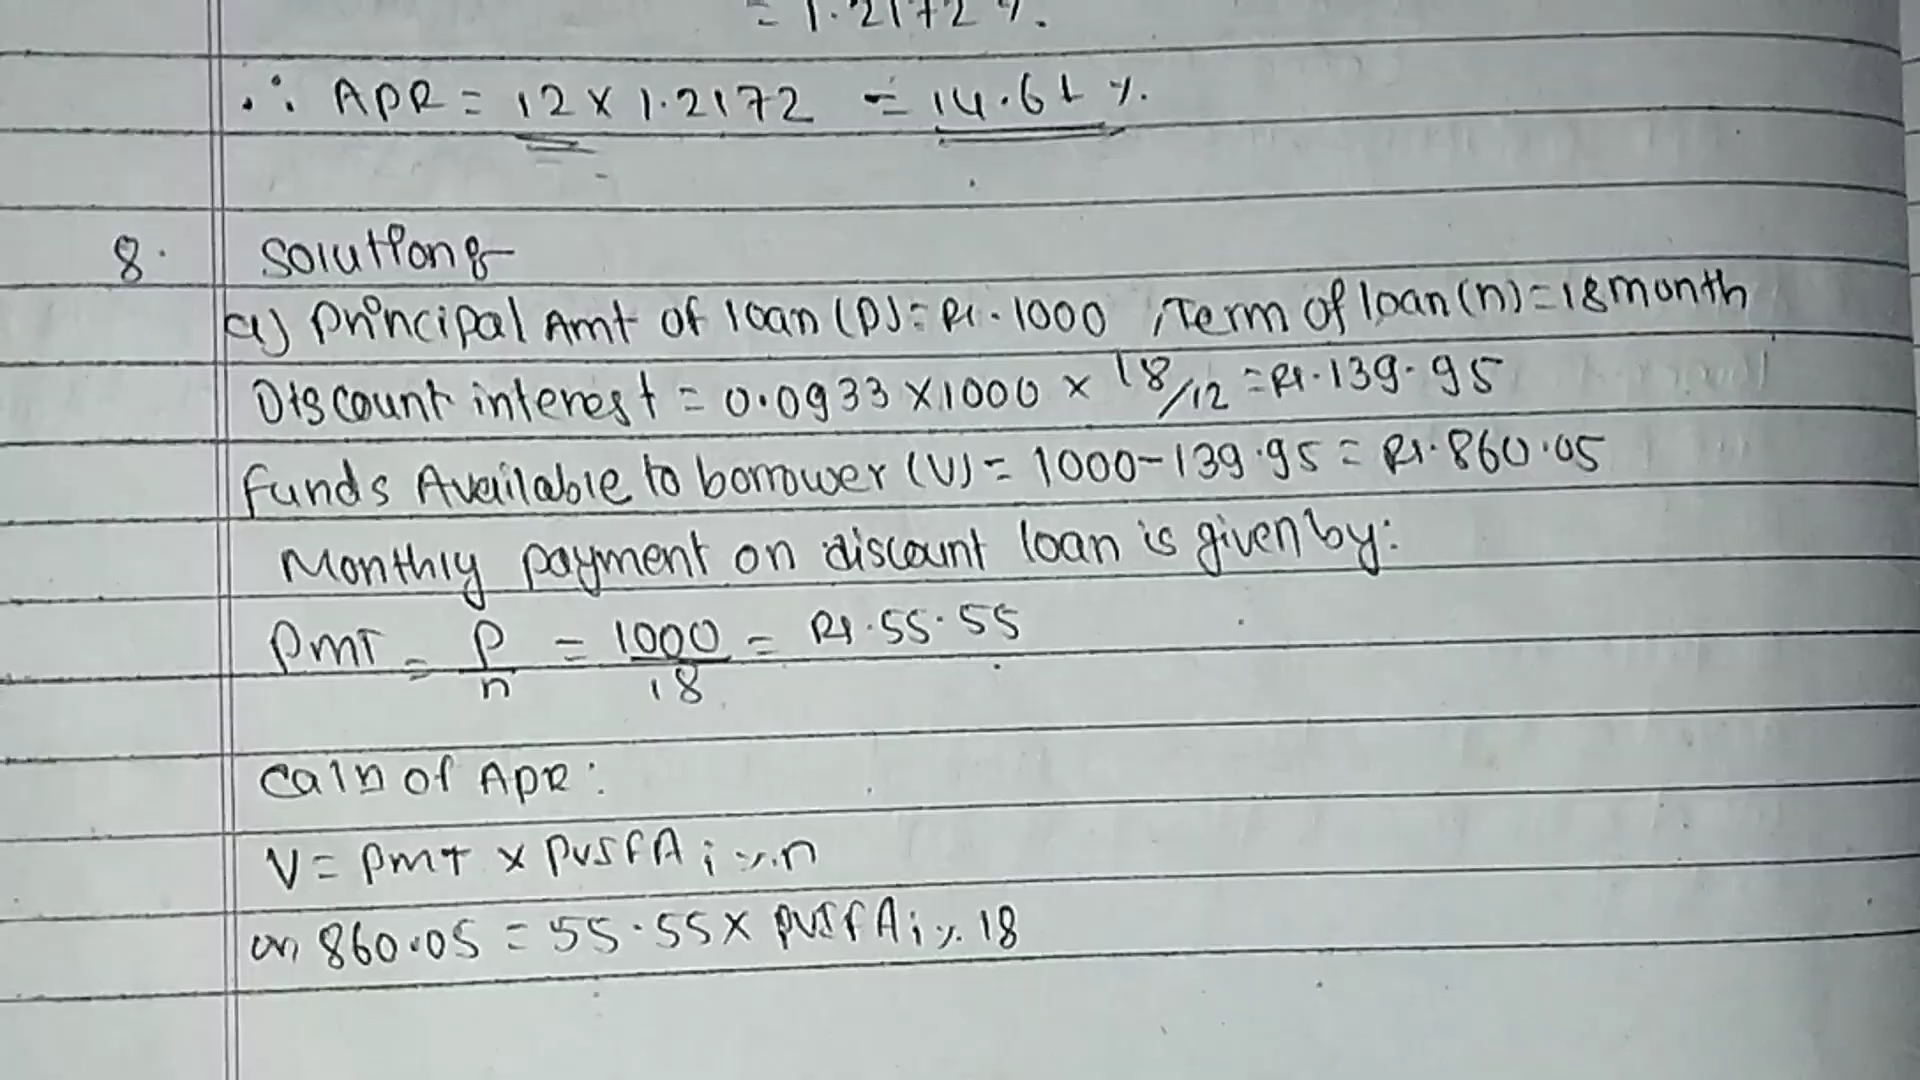 = 1.2172 %.
∴ APR = 12 × 1.2172 = 14.61 %.
8. Solution:-
a) Principal Amt of loan (P) = Rs. 1000, Term of loan (n) = 18 month
Discount interest = 0.0933 × 1000 × 18/12 = Rs. 139.95
Funds Available to borrower (V) = 1000 - 139.95 = Rs. 860.05
Monthly payment on discount loan is given by:
PMT = P/n = 1000/18 = Rs. 55.55
Caln of APR:
V = PMT × PVIFA i%, n
or, 860.05 = 55.55 × PVIFA i%, 18